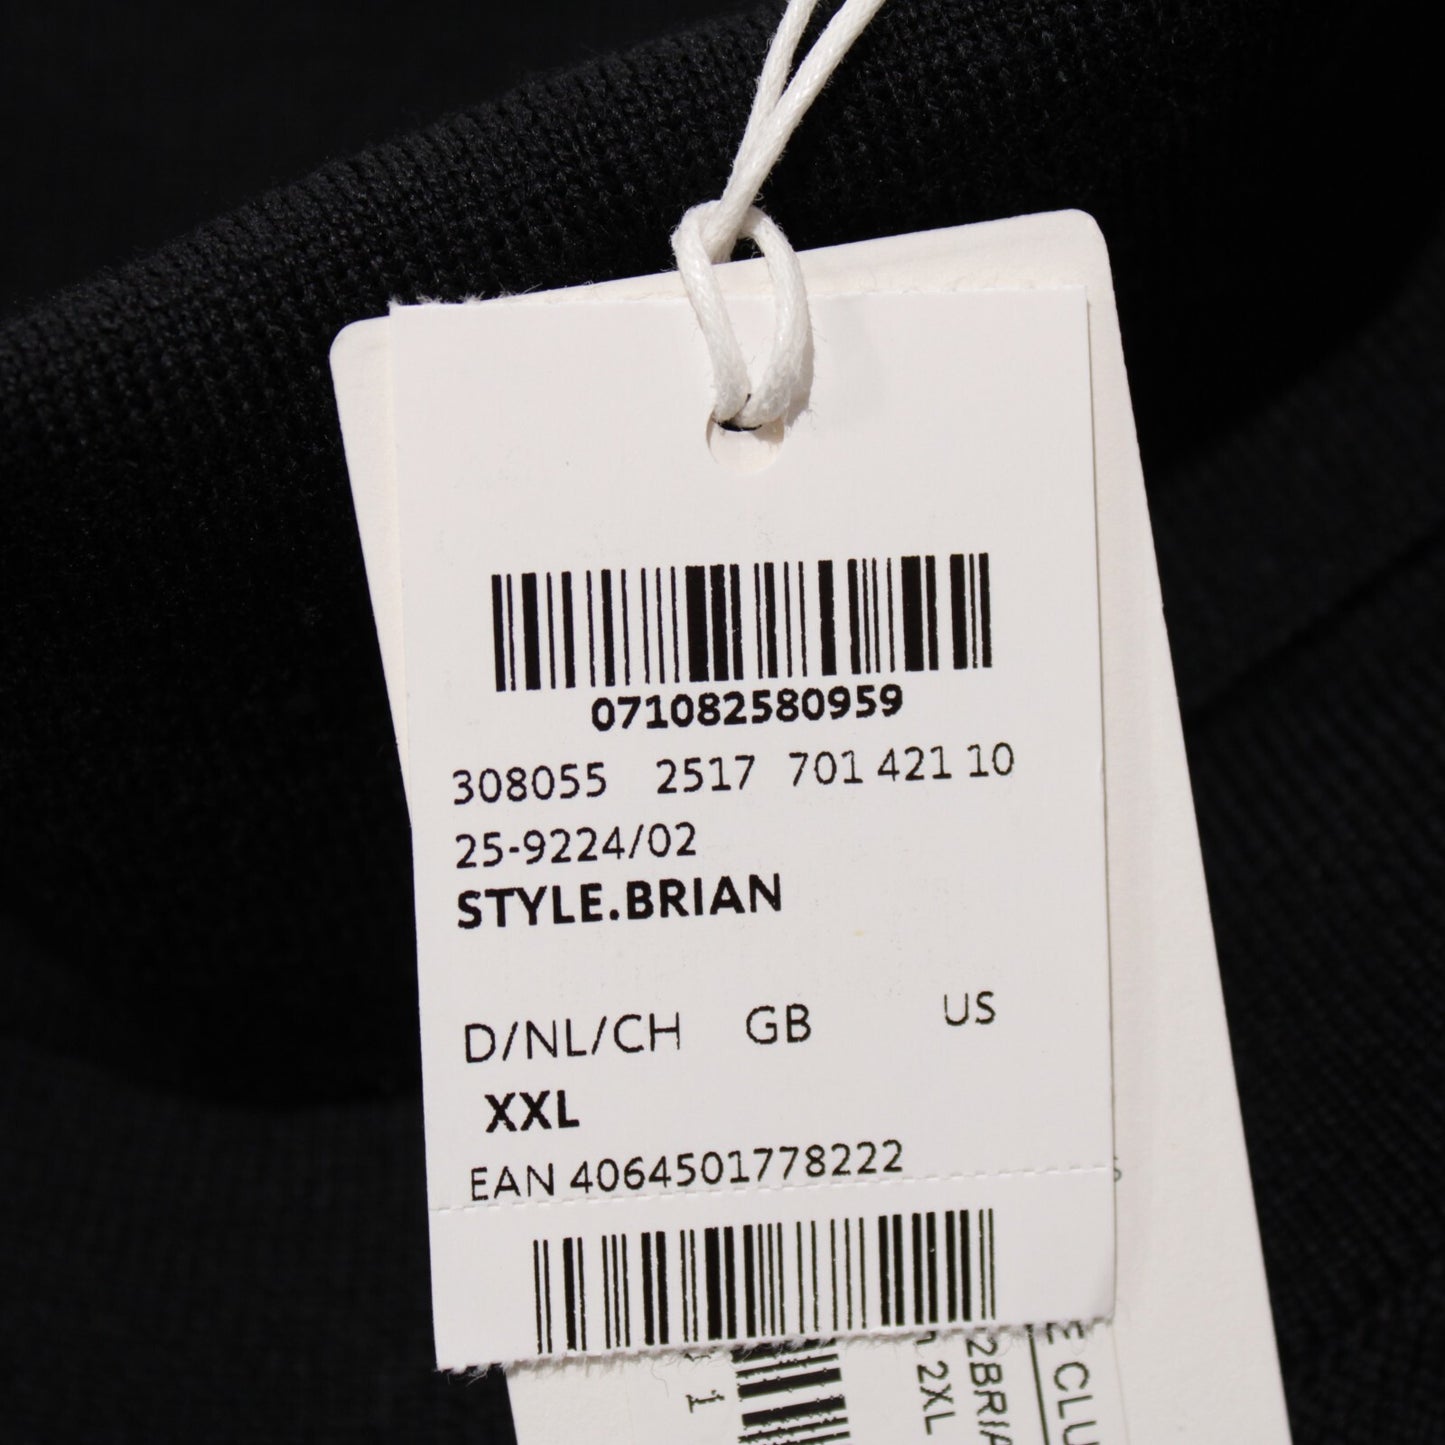 071082580959
308055 2517 701 421 10
25-9224/02
STYLE.BRIAN
D/NL/CH GB US
XXL
EAN 4064501778222
2XL